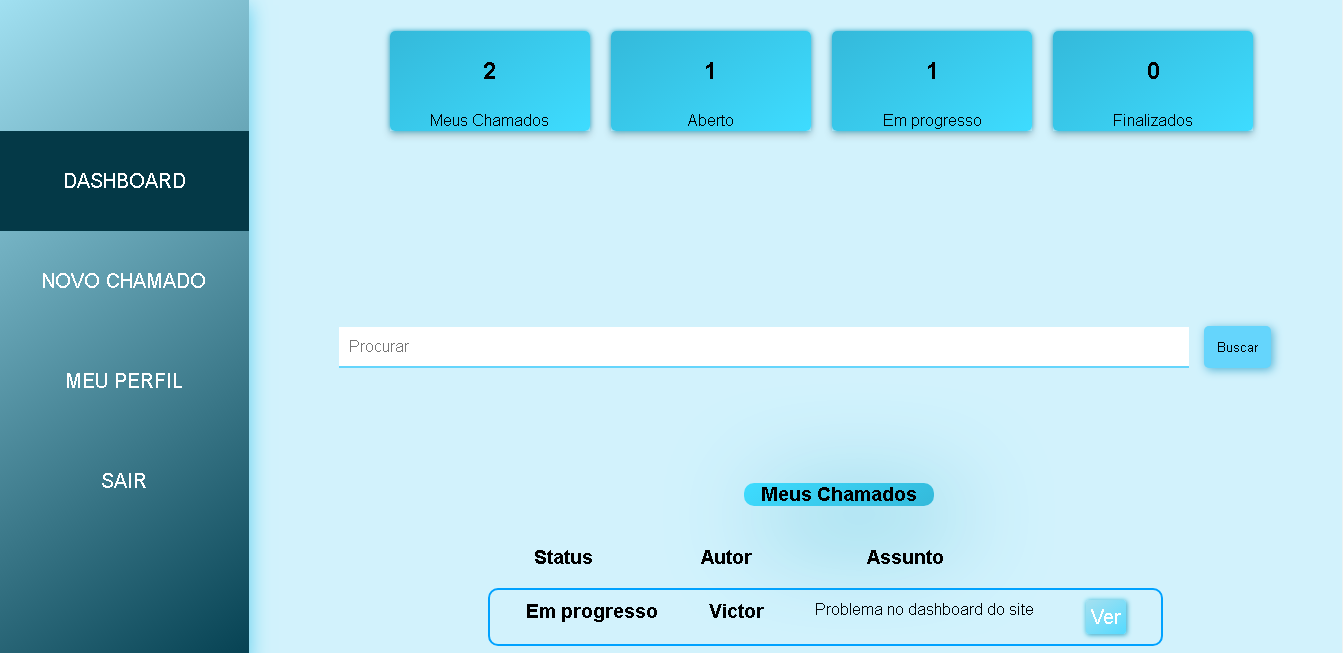 2
Meus Chamados
1
Aberto
1
Em progresso
0
Finalizados
DASHBOARD
NOVO CHAMADO
MEU PERFIL
SAIR
Procurar
Buscar
Meus Chamados
Status Autor Assunto
Em progresso Victor Problema no dashboard do site Ver